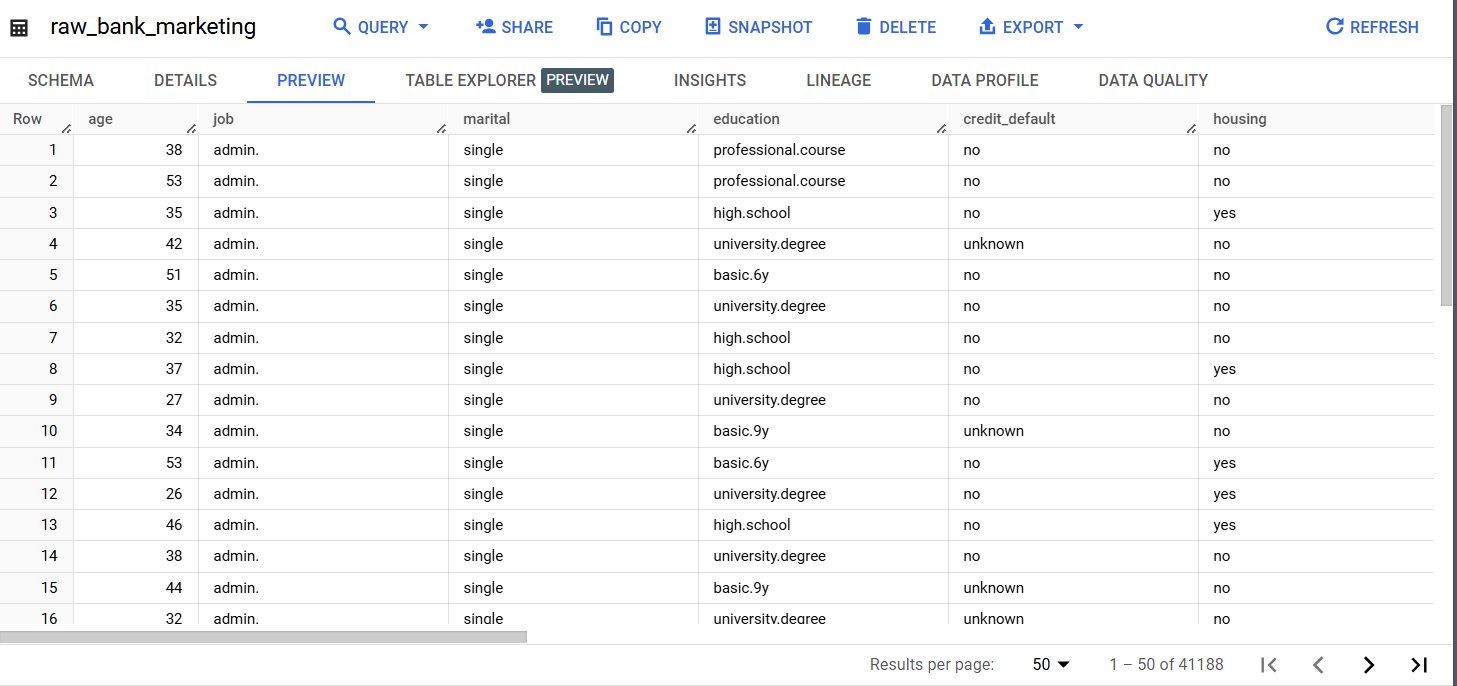 raw_bank_marketing QUERY SHARE COPY SNAPSHOT DELETE EXPORT REFRESH
SCHEMA DETAILS PREVIEW TABLE EXPLORER PREVIEW INSIGHTS LINEAGE DATA PROFILE DATA QUALITY
Row age job marital education credit_default housing
1 38 admin. single professional.course no no
2 53 admin. single professional.course no no
3 35 admin. single high.school no yes
4 42 admin. single university.degree unknown no
5 51 admin. single basic.6y no no
6 35 admin. single university.degree no no
7 32 admin. single high.school no no
8 37 admin. single high.school no yes
9 27 admin. single university.degree no no
10 34 admin. single basic.9y unknown no
11 53 admin. single basic.6y no yes
12 26 admin. single university.degree no yes
13 46 admin. single high.school no yes
14 38 admin. single university.degree no no
15 44 admin. single basic.9y unknown no
16 32 admin. single university.degree unknown no
Results per page: 50 1 – 50 of 41188